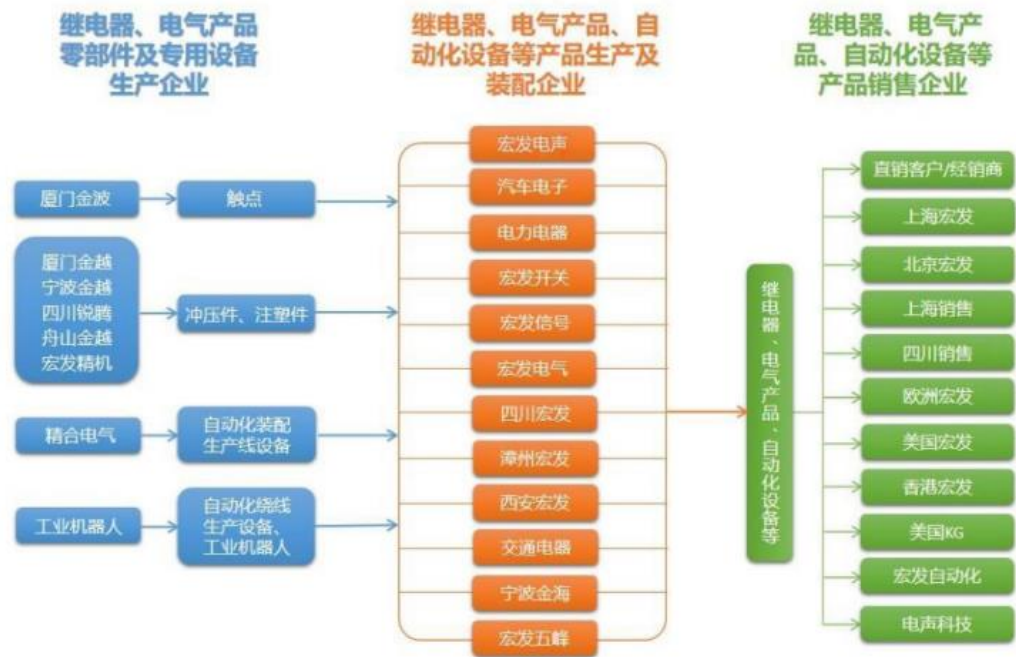 继电器、电气产品
零部件及专用设备
生产企业
继电器、电气产品、自
动化设备等产品生产及
装配企业
继电器、电气产
品、自动化设备等
产品销售企业
厦门金波
触点
厦门金越
宁波金越
四川锐腾
舟山金越
宏发精机
冲压件、注塑件
精合电气
自动化装配
生产线设备
工业机器人
自动化绕线
生产设备、
工业机器人
宏发电声
汽车电子
电力电器
宏发开关
宏发信号
宏发电气
四川宏发
漳州宏发
西安宏发
交通电器
宁波金海
宏发五峰
继电器、电气产品、自动化设备等
直销客户/经销商
上海宏发
北京宏发
上海销售
四川销售
欧洲宏发
美国宏发
香港宏发
美国KG
宏发自动化
电声科技